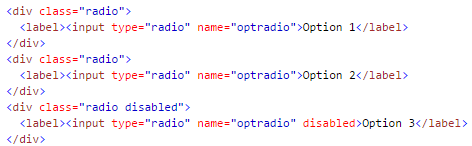 <div class="radio">
  <label><input type="radio" name="optradio">Option 1</label>
</div>
<div class="radio">
  <label><input type="radio" name="optradio">Option 2</label>
</div>
<div class="radio disabled">
  <label><input type="radio" name="optradio" disabled>Option 3</label>
</div>